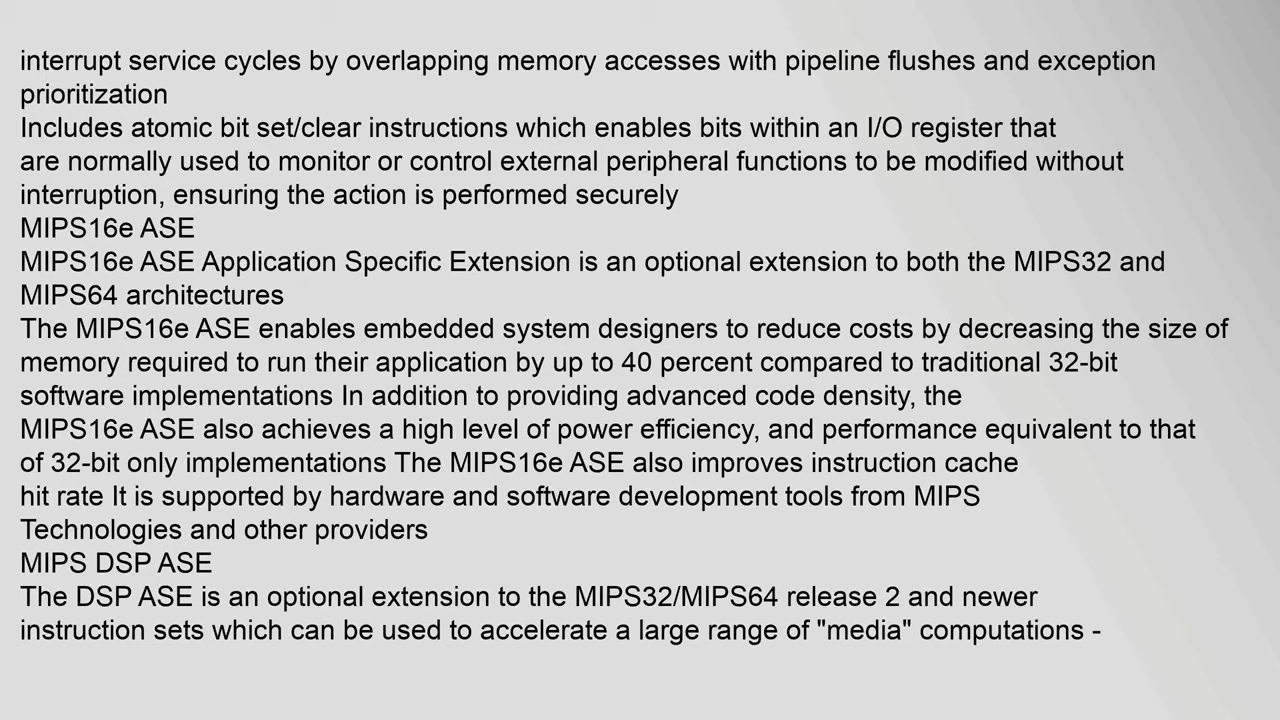 interrupt service cycles by overlapping memory accesses with pipeline flushes and exception
prioritization
Includes atomic bit set/clear instructions which enables bits within an I/O register that
are normally used to monitor or control external peripheral functions to be modified without
interruption, ensuring the action is performed securely
MIPS16e ASE
MIPS16e ASE Application Specific Extension is an optional extension to both the MIPS32 and
MIPS64 architectures
The MIPS16e ASE enables embedded system designers to reduce costs by decreasing the size of
memory required to run their application by up to 40 percent compared to traditional 32-bit
software implementations In addition to providing advanced code density, the
MIPS16e ASE also achieves a high level of power efficiency, and performance equivalent to that
of 32-bit only implementations The MIPS16e ASE also improves instruction cache
hit rate It is supported by hardware and software development tools from MIPS
Technologies and other providers
MIPS DSP ASE
The DSP ASE is an optional extension to the MIPS32/MIPS64 release 2 and newer
instruction sets which can be used to accelerate a large range of "media" computations -